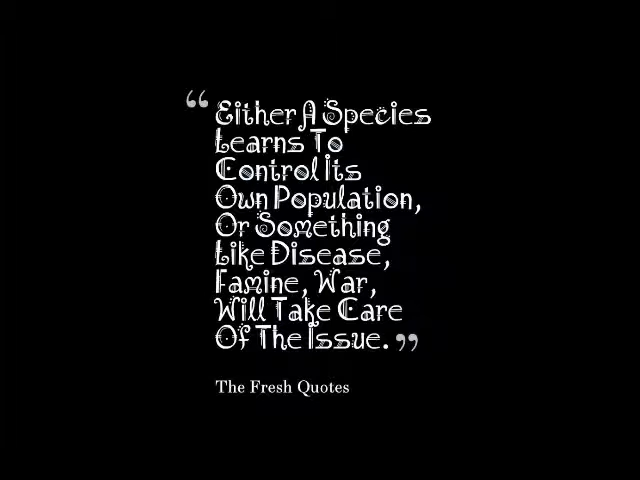 “Either A Species
Learns To
Control Its
Own Population,
Or Something
Like Disease,
Famine, War,
Will Take Care
Of The Issue.”
The Fresh Quotes